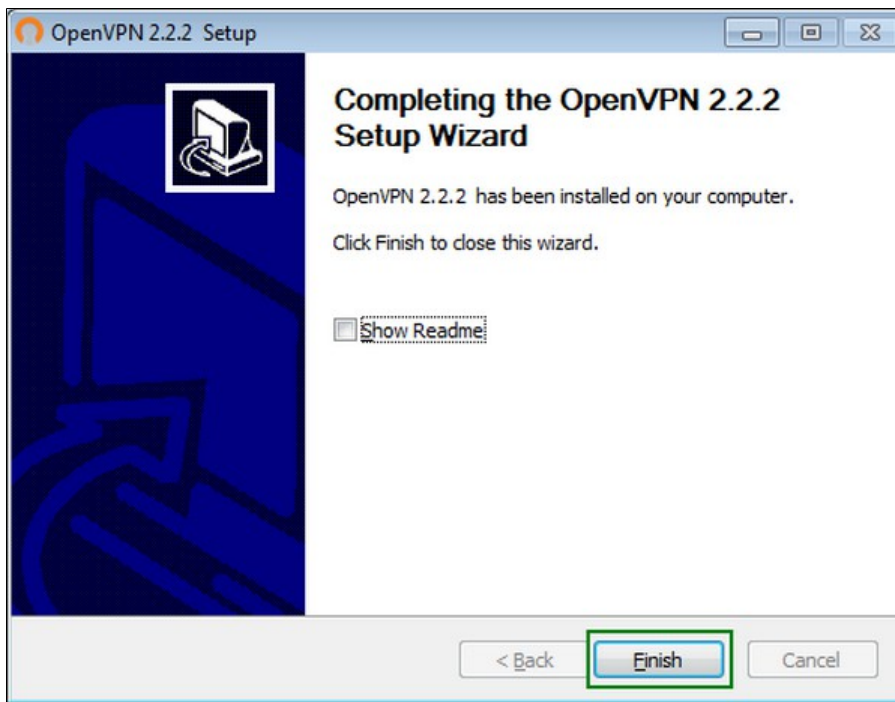 OpenVPN 2.2.2 Setup
Completing the OpenVPN 2.2.2
Setup Wizard
OpenVPN 2.2.2 has been installed on your computer.
Click Finish to close this wizard.
Show Readme
< Back Finish Cancel